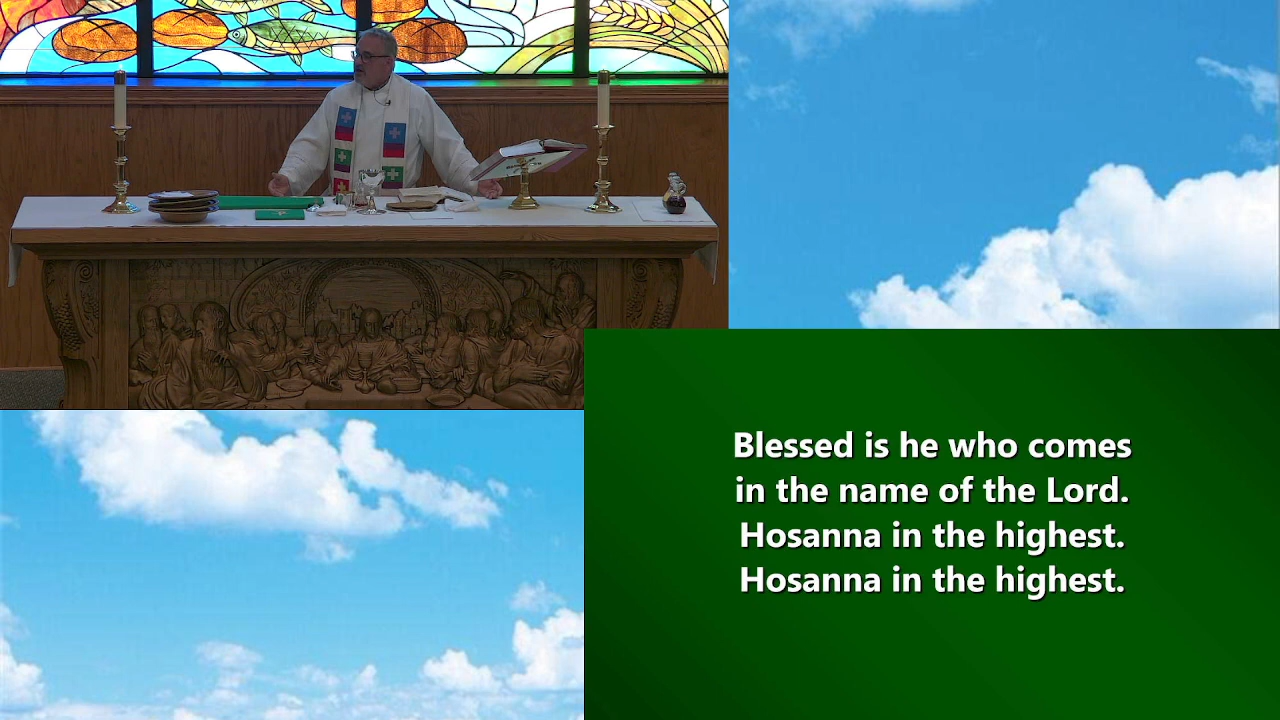 Blessed is he who comes
in the name of the Lord.
Hosanna in the highest.
Hosanna in the highest.